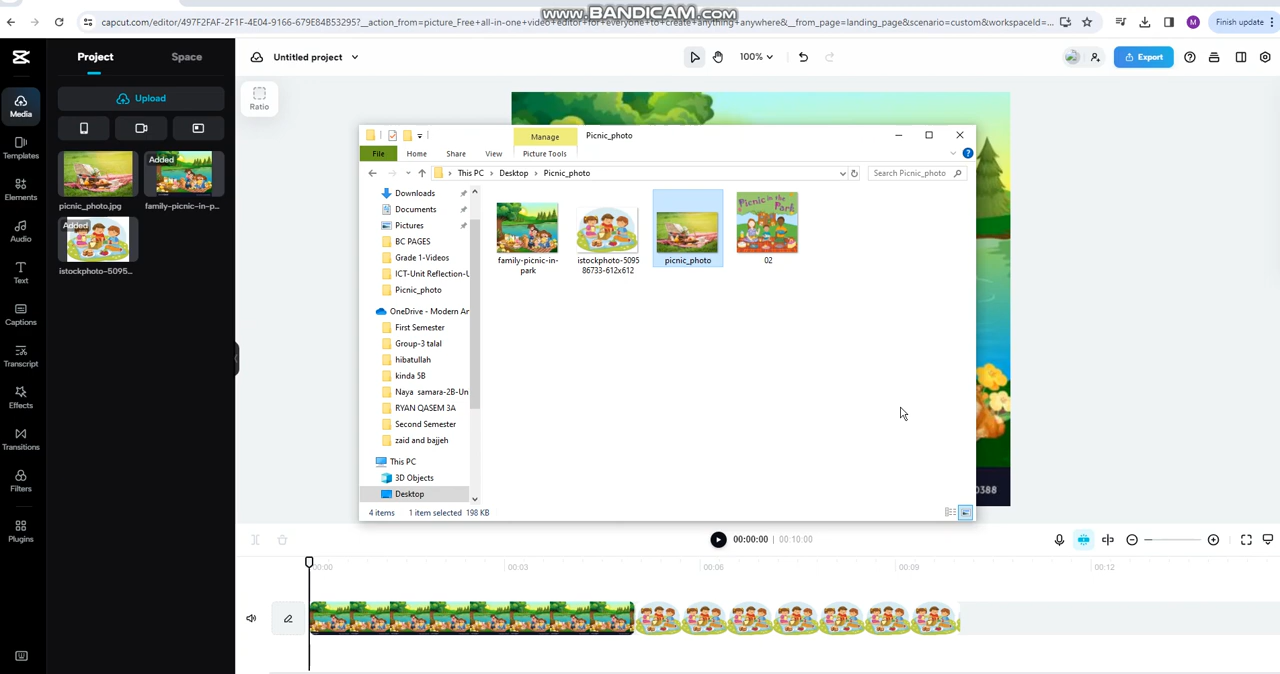 www.BANDICAM.com
capcut.com/editor/497F2FAF-2F1F-4E04-9166-679E84B53295?__action_from=picture_Free all-in-one video editor for everyone to create anything anywhere&__from_page=landing_page&scenario=custom&workspaceId=...
M
Finish update
Project
Space
Untitled project
100%
Export
Upload
Ratio
Media
Templates
Elements
Audio
Text
Captions
Transcript
Effects
Transitions
Filters
Plugins
Added
picnic_photo.jpg
family-picnic-in-p...
Added
istockphoto-5095...
Manage
Picnic_photo
File
Home
Share
View
Picture Tools
This PC
Desktop
Picnic_photo
Search Picnic_photo
Downloads
Documents
Pictures
BC PAGES
Grade 1-Videos
ICT-Unit Reflection-U
Picnic_photo
OneDrive - Modern Ar
First Semester
Group-3 talal
hibatullah
kinda 5B
Naya samara-2B-Un
RYAN QASEM 3A
Second Semester
zaid and bajjeh
This PC
3D Objects
Desktop
family-picnic-in-
park
istockphoto-5095
86733-612x612
picnic_photo
Picnic in the
Park
02
4 items
1 item selected 198 KB
0388
00:00:00 | 00:10:00
00:00
00:03
00:06
00:09
00:12